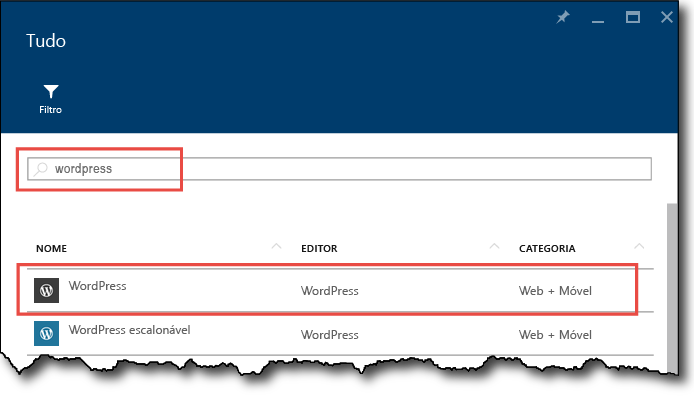 Tudo
Filtro
wordpress
NOME EDITOR CATEGORIA
WordPress WordPress Web + Móvel
WordPress escalonável WordPress Web + Móvel